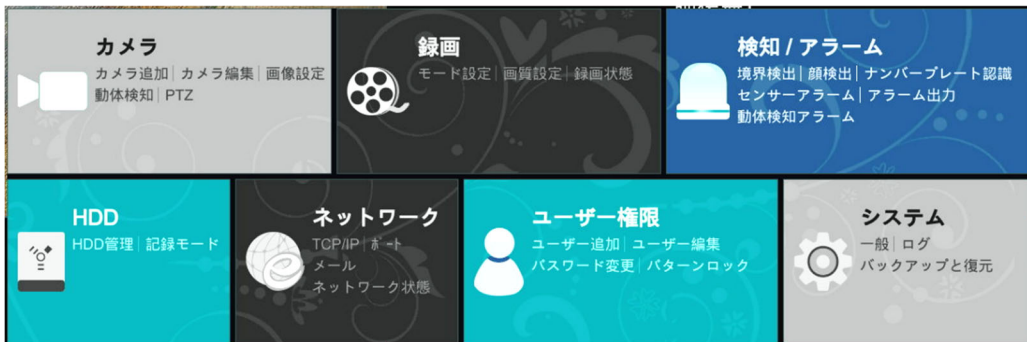 カメラ
カメラ追加｜カメラ編集｜画像設定
動体検知｜PTZ
録画
モード設定｜画質設定｜録画状態
検知 / アラーム
境界検出｜顔検出｜ナンバープレート認識
センサーアラーム｜アラーム出力
動体検知アラーム
HDD
HDD管理｜記録モード
ネットワーク
TCP/IP｜ﾎﾟｰﾄ
メール
ネットワーク状態
ユーザー権限
ユーザー追加｜ユーザー編集
パスワード変更｜パターンロック
システム
一般｜ログ
バックアップと復元